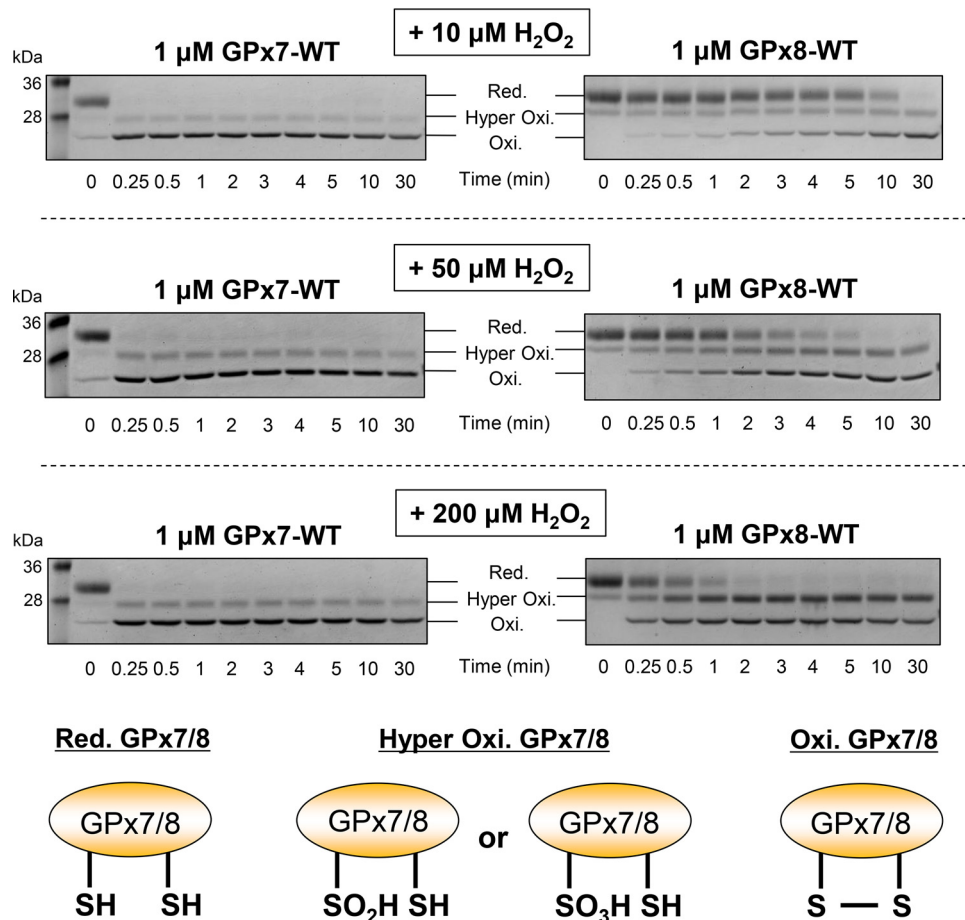 + 10 µM H₂O₂
kDa 1 µM GPx7-WT 1 µM GPx8-WT
36 Red.
28 Hyper Oxi.
Oxi.
0 0.25 0.5 1 2 3 4 5 10 30 Time (min) 0 0.25 0.5 1 2 3 4 5 10 30
+ 50 µM H₂O₂
kDa 1 µM GPx7-WT 1 µM GPx8-WT
36 Red.
28 Hyper Oxi.
Oxi.
0 0.25 0.5 1 2 3 4 5 10 30 Time (min) 0 0.25 0.5 1 2 3 4 5 10 30
+ 200 µM H₂O₂
kDa 1 µM GPx7-WT 1 µM GPx8-WT
36 Red.
28 Hyper Oxi.
Oxi.
0 0.25 0.5 1 2 3 4 5 10 30 Time (min) 0 0.25 0.5 1 2 3 4 5 10 30
Red. GPx7/8 Hyper Oxi. GPx7/8 Oxi. GPx7/8
GPx7/8 GPx7/8 or GPx7/8 GPx7/8
SH SH SO₂H SH SO₃H SH S — S